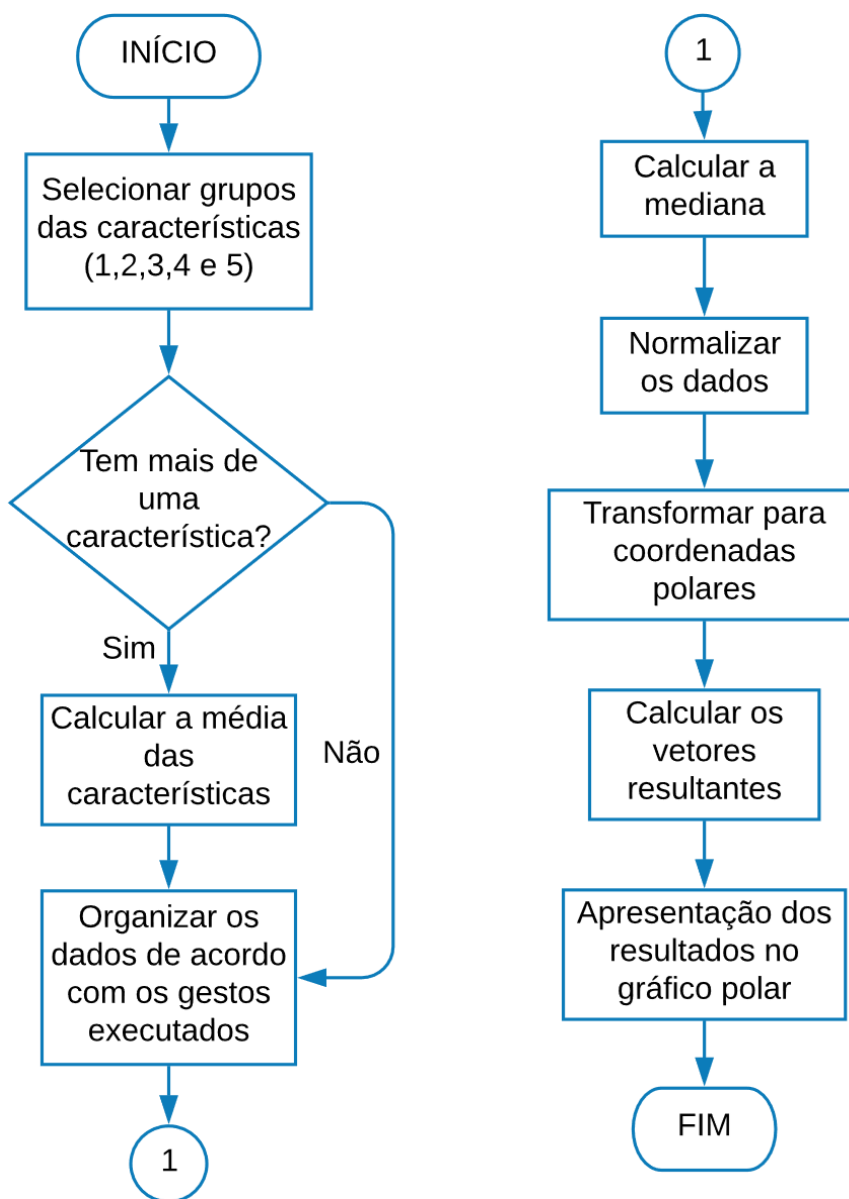 INÍCIO
Selecionar grupos
das características
(1,2,3,4 e 5)
Tem mais de
uma
característica?
Sim
Não
Calcular a média
das
características
Organizar os
dados de acordo
com os gestos
executados
1
1
Calcular a
mediana
Normalizar
os dados
Transformar para
coordenadas
polares
Calcular os
vetores
resultantes
Apresentação dos
resultados no
gráfico polar
FIM